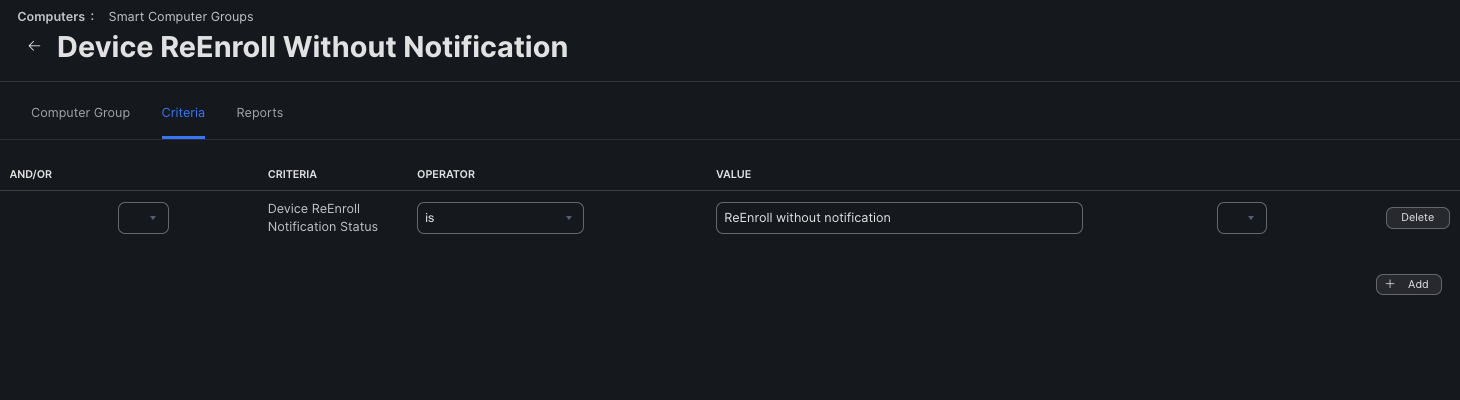 Computers : Smart Computer Groups
← Device ReEnroll Without Notification
Computer Group Criteria Reports
AND/OR CRITERIA OPERATOR VALUE
Device ReEnroll
Notification Status
is
ReEnroll without notification
Delete
+ Add